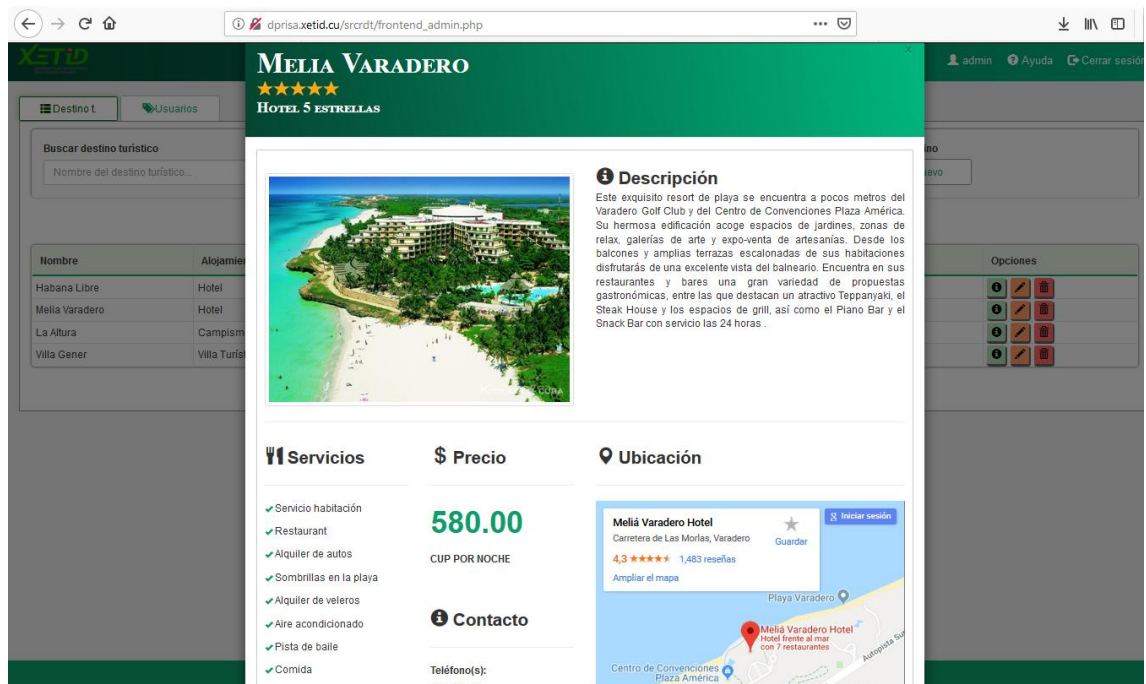 dprisa.xetid.cu/srcrdt/frontend_admin.php
XETiD
admin
Ayuda
Cerrar sesión
Destino t.
Usuarios
Buscar destino turístico
Nombre del destino turístico...
Nombre
Alojamie
Opciones
Habana Libre
Hotel
Melia Varadero
Hotel
La Altura
Campism
Villa Gener
Villa Turíst
MELIA VARADERO
HOTEL 5 ESTRELLAS
Descripción
Este exquisito resort de playa se encuentra a pocos metros del
Varadero Golf Club y del Centro de Convenciones Plaza América.
Su hermosa edificación acoge espacios de jardines, zonas de
relax, galerías de arte y expo-venta de artesanías. Desde los
balcones y amplias terrazas escalonadas de sus habitaciones
disfrutarás de una excelente vista del balneario. Encuentra en sus
restaurantes y bares una gran variedad de propuestas
gastronómicas, entre las que destacan un atractivo Teppanyaki, el
Steak House y los espacios de grill, así como el Piano Bar y el
Snack Bar con servicio las 24 horas .
Servicios
Servicio habitación
Restaurant
Alquiler de autos
Sombrillas en la playa
Alquiler de veleros
Aire acondicionado
Pista de baile
Comida
$ Precio
580.00
CUP POR NOCHE
Contacto
Teléfono(s):
Ubicación
Meliá Varadero Hotel
Carretera de Las Morlas, Varadero
Guardar
4,3
1,483 reseñas
Ampliar el mapa
Iniciar sesión
Playa Varadero
Meliá Varadero Hotel
Hotel frente al mar
con 7 restaurantes
Autopista Su
Centro de Convenciones
Plaza América